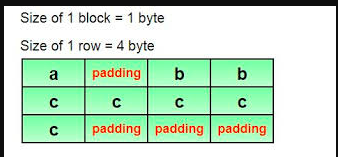 Size of 1 block = 1 byte
Size of 1 row = 4 byte
a padding b b
c c c c
c padding padding padding